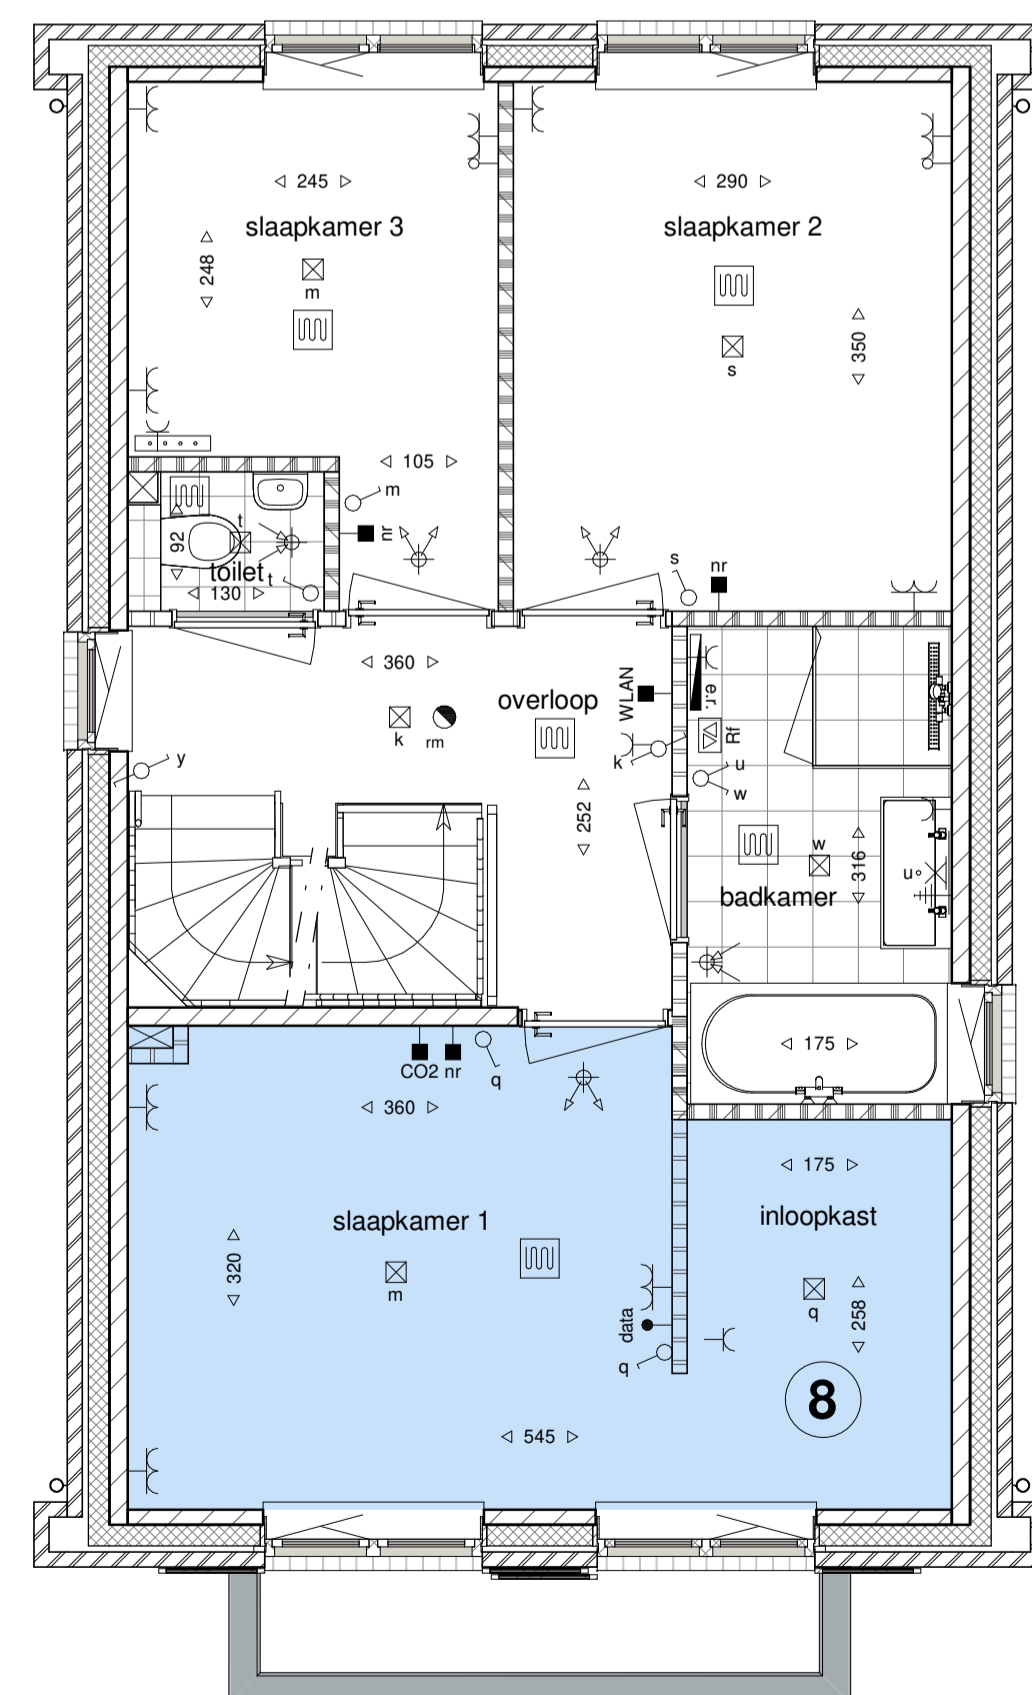 245
290
slaapkamer 3
slaapkamer 2
248
m
350
s
105
m
nr
t
92
toilet
t
130
s
nr
360
WLAN
e.r.
overloop
k
rm
Rf
k
u
w
y
252
w
316
u
badkamer
175
CO2 nr
q
360
175
slaapkamer 1
inloopkast
320
m
q
258
data
q
8
545